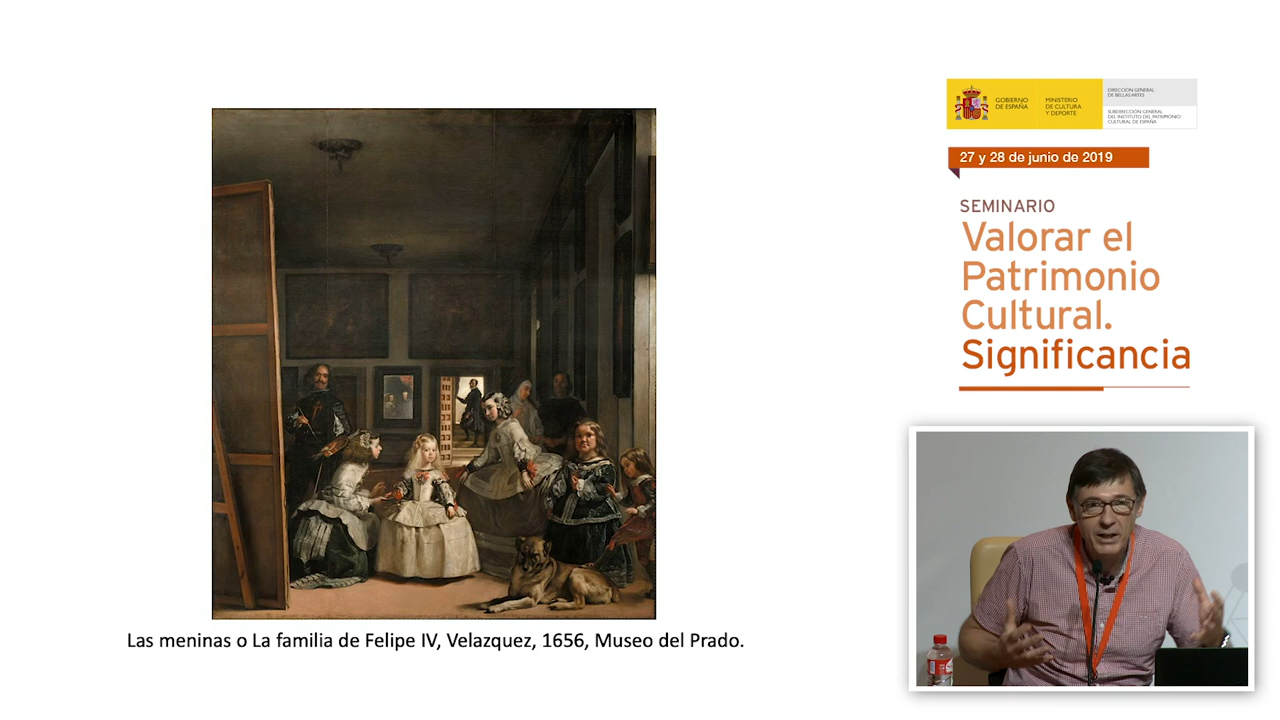 Las meninas o La familia de Felipe IV, Velazquez, 1656, Museo del Prado.
GOBIERNO
DE ESPAÑA
MINISTERIO
DE CULTURA
Y DEPORTE
DIRECCIÓN GENERAL
DE BELLAS ARTES
SUBDIRECCIÓN GENERAL
DEL INSTITUTO DEL PATRIMONIO
CULTURAL DE ESPAÑA
27 y 28 de junio de 2019
SEMINARIO
Valorar el
Patrimonio
Cultural.
Significancia